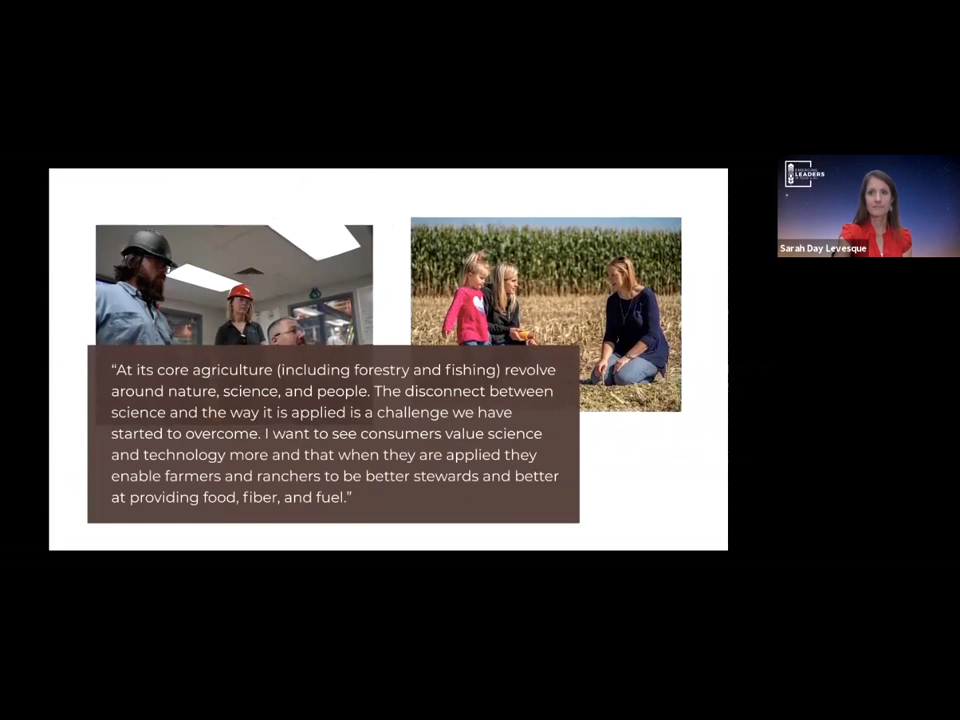 “At its core agriculture (including forestry and fishing) revolve
around nature, science, and people. The disconnect between
science and the way it is applied is a challenge we have
started to overcome. I want to see consumers value science
and technology more and that when they are applied they
enable farmers and ranchers to be better stewards and better
at providing food, fiber, and fuel.”
LEADERS
Sarah Day Levesque